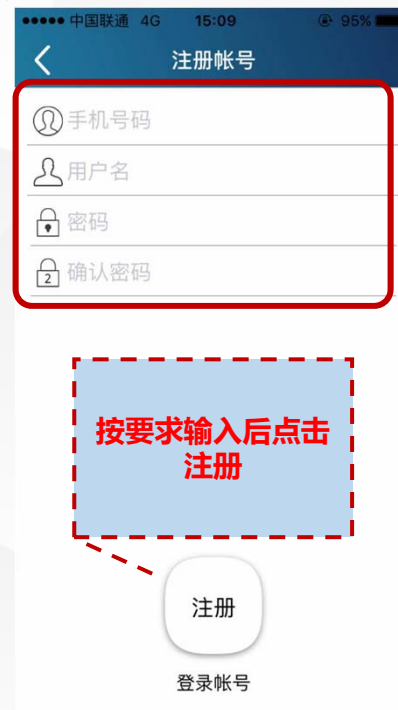 中国联通 4G 15:09 95%
注册帐号
手机号码
用户名
密码
2 确认密码
按要求输入后点击
注册
注册
登录帐号